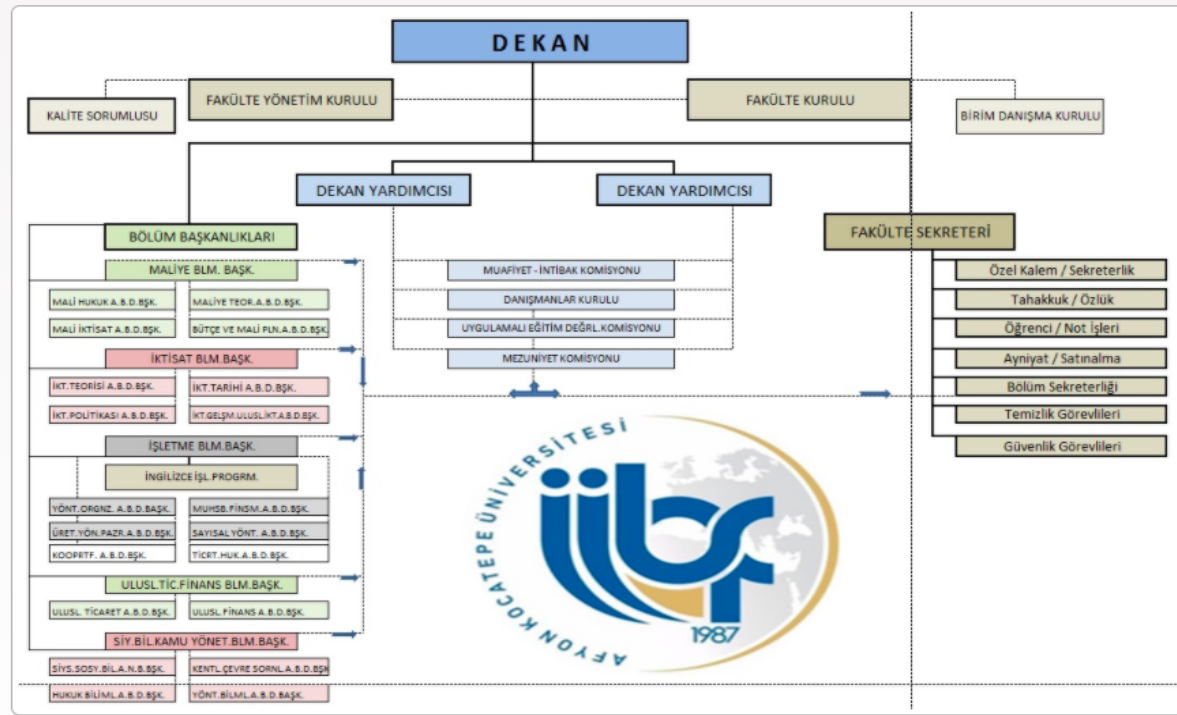 DEKAN
FAKÜLTE YÖNETİM KURULU
FAKÜLTE KURULU
KALİTE SORUMLUSU
BİRİM DANIŞMA KURULU
DEKAN YARDIMCISI
DEKAN YARDIMCISI
BÖLÜM BAŞKANLIKLARI
FAKÜLTE SEKRETERİ
MALİYE BLM. BAŞK.
MALİ HUKUK A.B.D.BŞK.
MALİYE TEOR.A.B.D.BŞK.
MALİ İKTİSAT A.B.D.BŞK.
BÜTÇE VE MALİ PLN.A.B.D.BŞK.
İKTİSAT BLM.BAŞK.
İKT.TEORİSİ A.B.D.BŞK.
İKT.TARİHİ A.B.D.BŞK.
İKT.POLİTİKASI A.B.D.BŞK.
İKT.GELŞM.ULUSL.İKT.A.B.D.BŞK.
İŞLETME BLM.BAŞK.
İNGİLİZCE İŞL.PROGRM.
YÖNT.ORGNZ. A.B.D.BAŞK.
MUHSB.FİNSM.A.B.D.BŞK.
ÜRET.YÖN.PAZR.A.B.D.BŞK.
SAYISAL YÖNT. A.B.D.BŞK.
KOOPRTF. A.B.D.BŞK.
TİCRT.HUK.A.B.D.BŞK.
ULUSL.TİC.FİNANS BLM.BAŞK.
ULUSL. TİCARET A.B.D.BŞK.
ULUSL.FİNANS A.B.D.BŞK.
SİY.BİL.KAMU YÖNET.BLM.BAŞK.
SİYS.SOSY.BİL.A.N.B.BŞK.
KENTL.ÇEVRE SORNL.A.B.D.BŞK
HUKUK BİLİML.A.B.D.BŞK.
YÖNT.BİLML.A.B.D.BAŞK.
MUAFİYET - İNTİBAK KOMİSYONU
DANIŞMANLAR KURULU
UYGULAMALI EĞİTİM DEĞRL.KOMİSYONU
MEZUNİYET KOMİSYONU
Özel Kalem / Sekreterlik
Tahakkuk / Özlük
Öğrenci / Not İşleri
Ayniyat / Satınalma
Bölüm Sekreterliği
Temizlik Görevlileri
Güvenlik Görevlileri
AFYON KOCATEPE ÜNİVERSİTESİ
iibf
1987